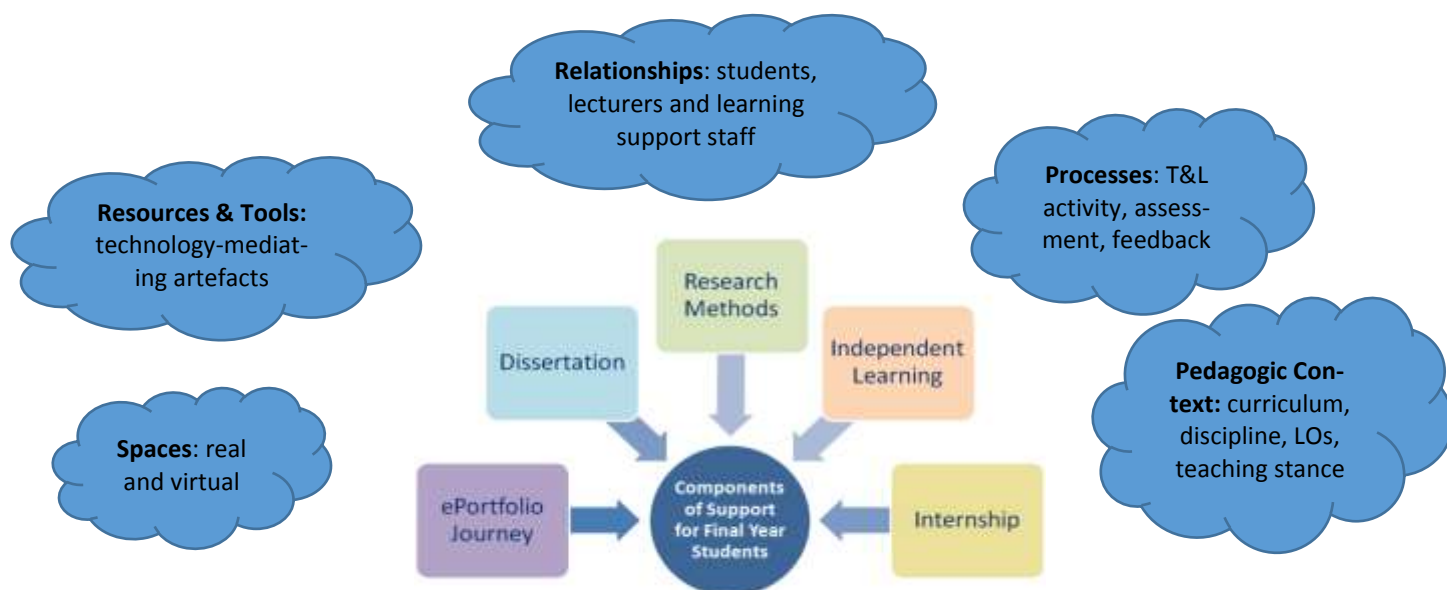 Relationships: students,
lecturers and learning
support staff
Processes: T&L
activity, assess-
ment, feedback
Resources & Tools:
technology-mediat-
ing artefacts
Research
Methods
Dissertation
Independent
Learning
Pedagogic Con-
text: curriculum,
discipline, LOs,
teaching stance
Spaces: real
and virtual
ePortfolio
Journey
Components
of Support
for Final Year
Students
Internship